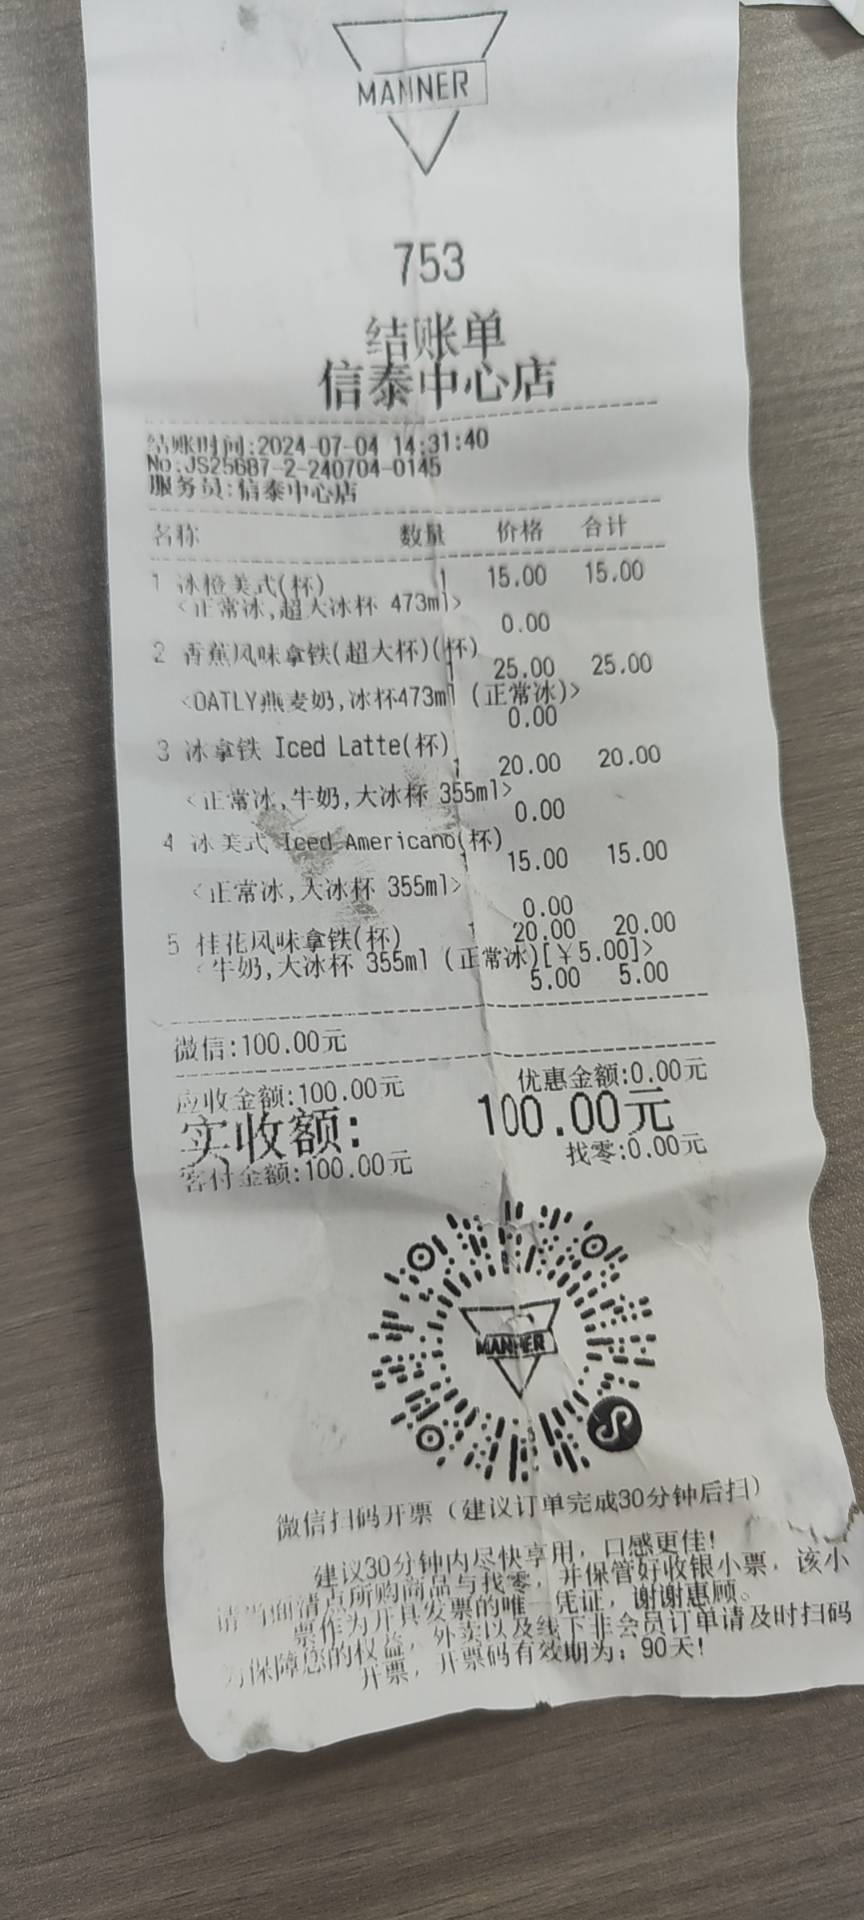 MANNER
753
结账单
信泰中心店
结账时间:2024-07-04 14:31:40
No:JS25687-2-240704-0145
服务员:信泰中心店
名称 数量 价格 合计
1 冰橙美式(杯) 1 15.00 15.00
<正常冰,超大冰杯 473ml>
0.00
2 香蕉风味拿铁(超大杯)(杯)
1 25.00 25.00
<OATLY燕麦奶,冰杯473ml (正常冰)>
0.00
3 冰拿铁 Iced Latte(杯)
1 20.00 20.00
<正常冰,牛奶,大冰杯 355ml>
0.00
4 冰美式 Iced Americano(杯)
1 15.00 15.00
<正常冰,大冰杯 355ml>
0.00
5 桂花风味拿铁(杯) 1 20.00 20.00
<牛奶,大冰杯 355ml (正常冰)[¥5.00]>
5.00 5.00
微信:100.00元
应收金额:100.00元 优惠金额:0.00元
实收额: 100.00元
客付金额:100.00元 找零:0.00元
MANNER
微信扫码开票（建议订单完成30分钟后扫）
建议30分钟内尽快享用，口感更佳！
请当面清点所购商品与找零，并保管好收银小票，该小
票作为开具发票的唯一凭证，谢谢惠顾。
为保障您的权益，外卖以及线下非会员订单请及时扫码
开票，开票码有效期为：90天！